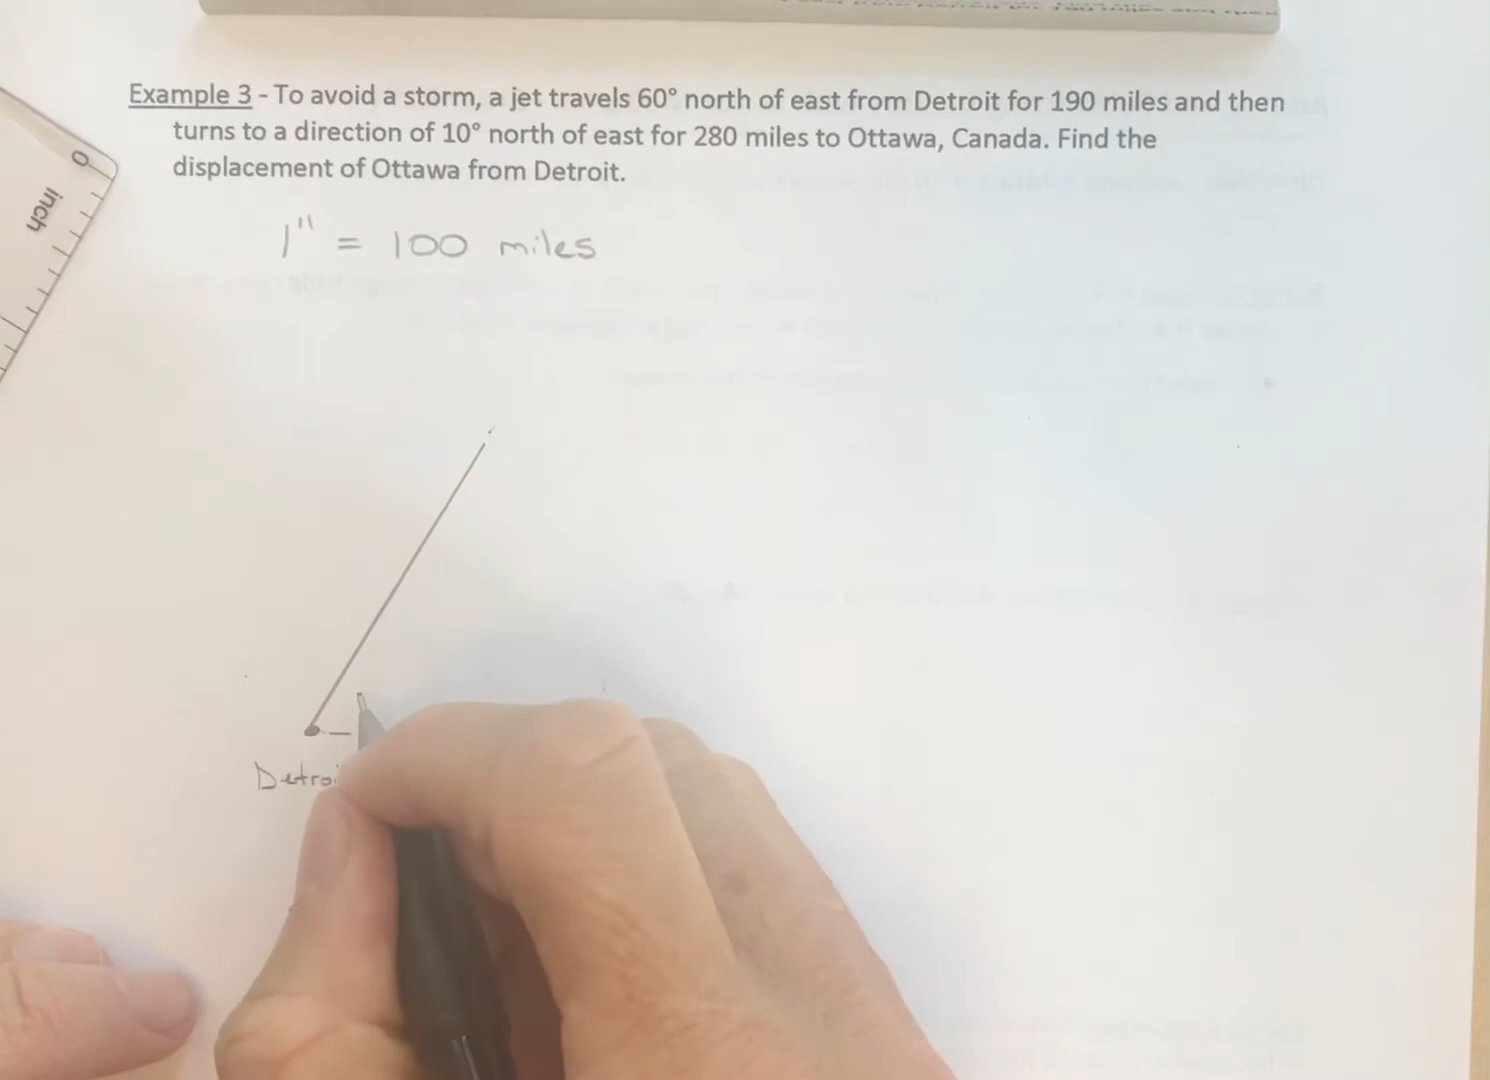 Example 3 - To avoid a storm, a jet travels 60° north of east from Detroit for 190 miles and then
turns to a direction of 10° north of east for 280 miles to Ottawa, Canada. Find the
displacement of Ottawa from Detroit.
0
inch
1" = 100 miles